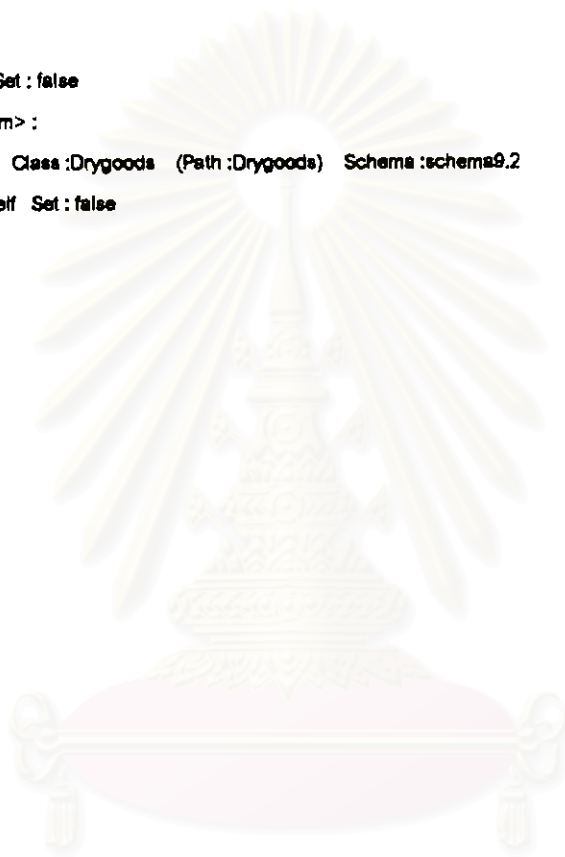 Set : false
m> :
Class :Drygoods (Path :Drygoods) Schema :schema9.2
elf Set : false